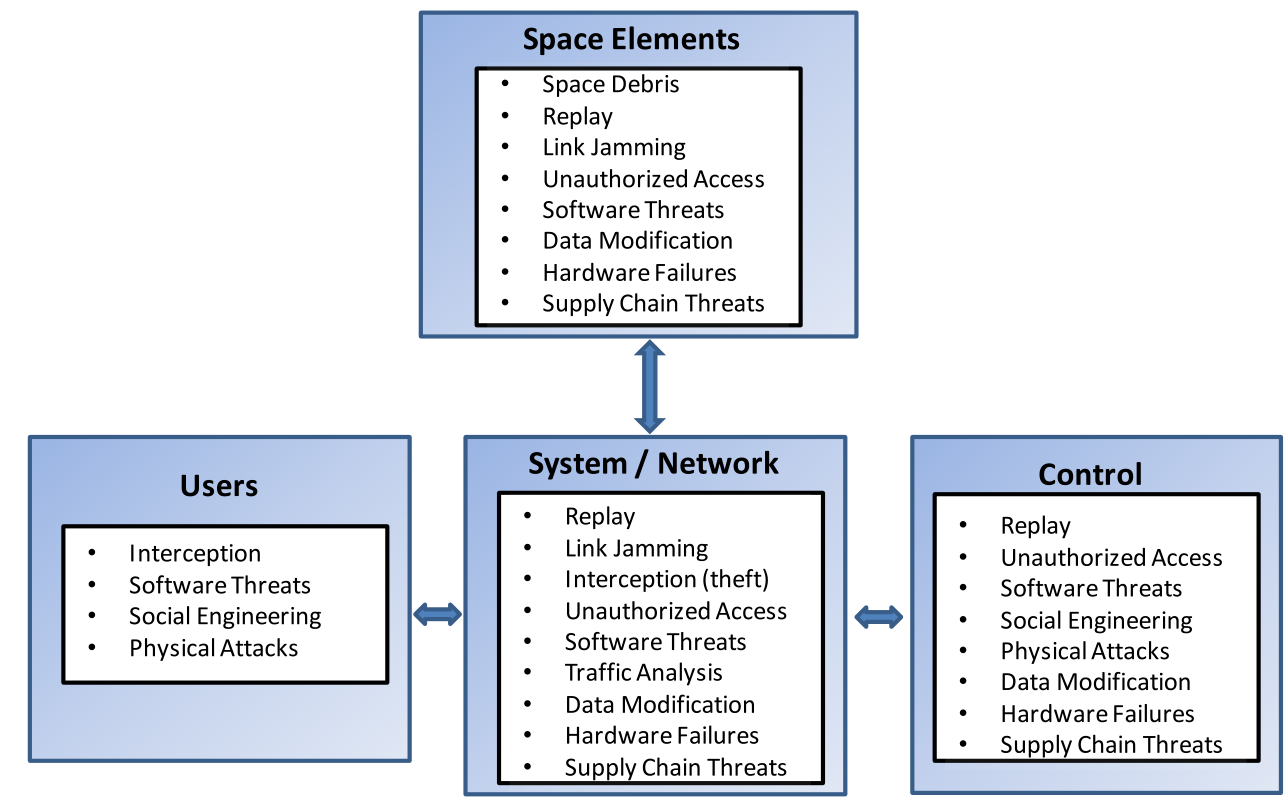 Space Elements
• Space Debris
• Replay
• Link Jamming
• Unauthorized Access
• Software Threats
• Data Modification
• Hardware Failures
• Supply Chain Threats
Users
• Interception
• Software Threats
• Social Engineering
• Physical Attacks
System / Network
• Replay
• Link Jamming
• Interception (theft)
• Unauthorized Access
• Software Threats
• Traffic Analysis
• Data Modification
• Hardware Failures
• Supply Chain Threats
Control
• Replay
• Unauthorized Access
• Software Threats
• Social Engineering
• Physical Attacks
• Data Modification
• Hardware Failures
• Supply Chain Threats